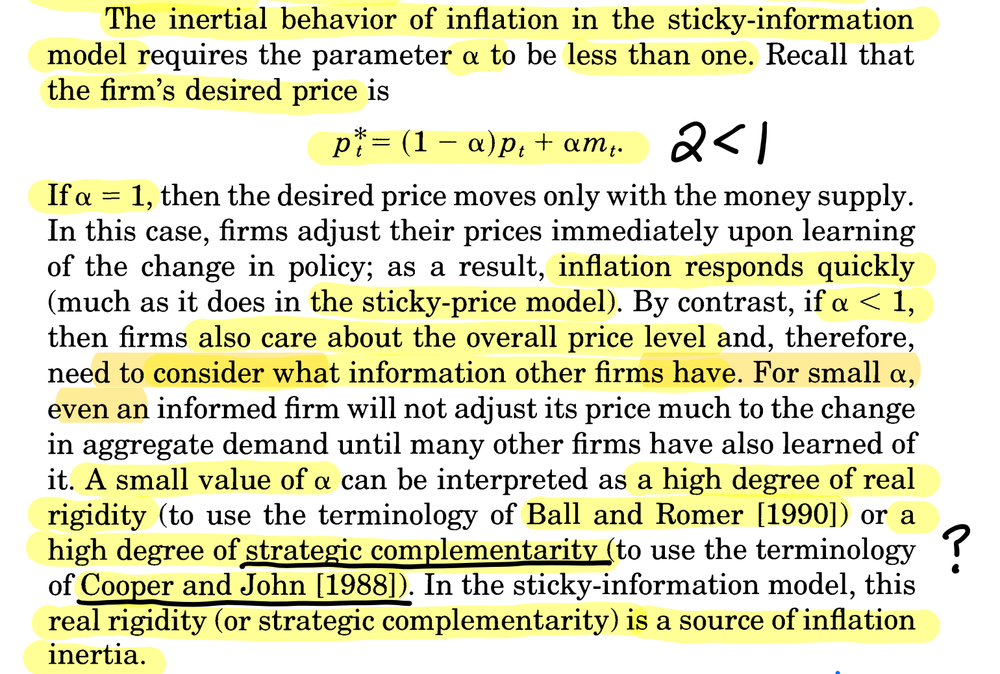 The inertial behavior of inflation in the sticky-information
model requires the parameter α to be less than one. Recall that
the firm's desired price is
p*ₜ = (1 − α)pₜ + αmₜ. α < 1
If α = 1, then the desired price moves only with the money supply.
In this case, firms adjust their prices immediately upon learning
of the change in policy; as a result, inflation responds quickly
(much as it does in the sticky-price model). By contrast, if α < 1,
then firms also care about the overall price level and, therefore,
need to consider what information other firms have. For small α,
even an informed firm will not adjust its price much to the change
in aggregate demand until many other firms have also learned of
it. A small value of α can be interpreted as a high degree of real
rigidity (to use the terminology of Ball and Romer [1990]) or a
high degree of strategic complementarity (to use the terminology ?
of Cooper and John [1988]). In the sticky-information model, this
real rigidity (or strategic complementarity) is a source of inflation
inertia.